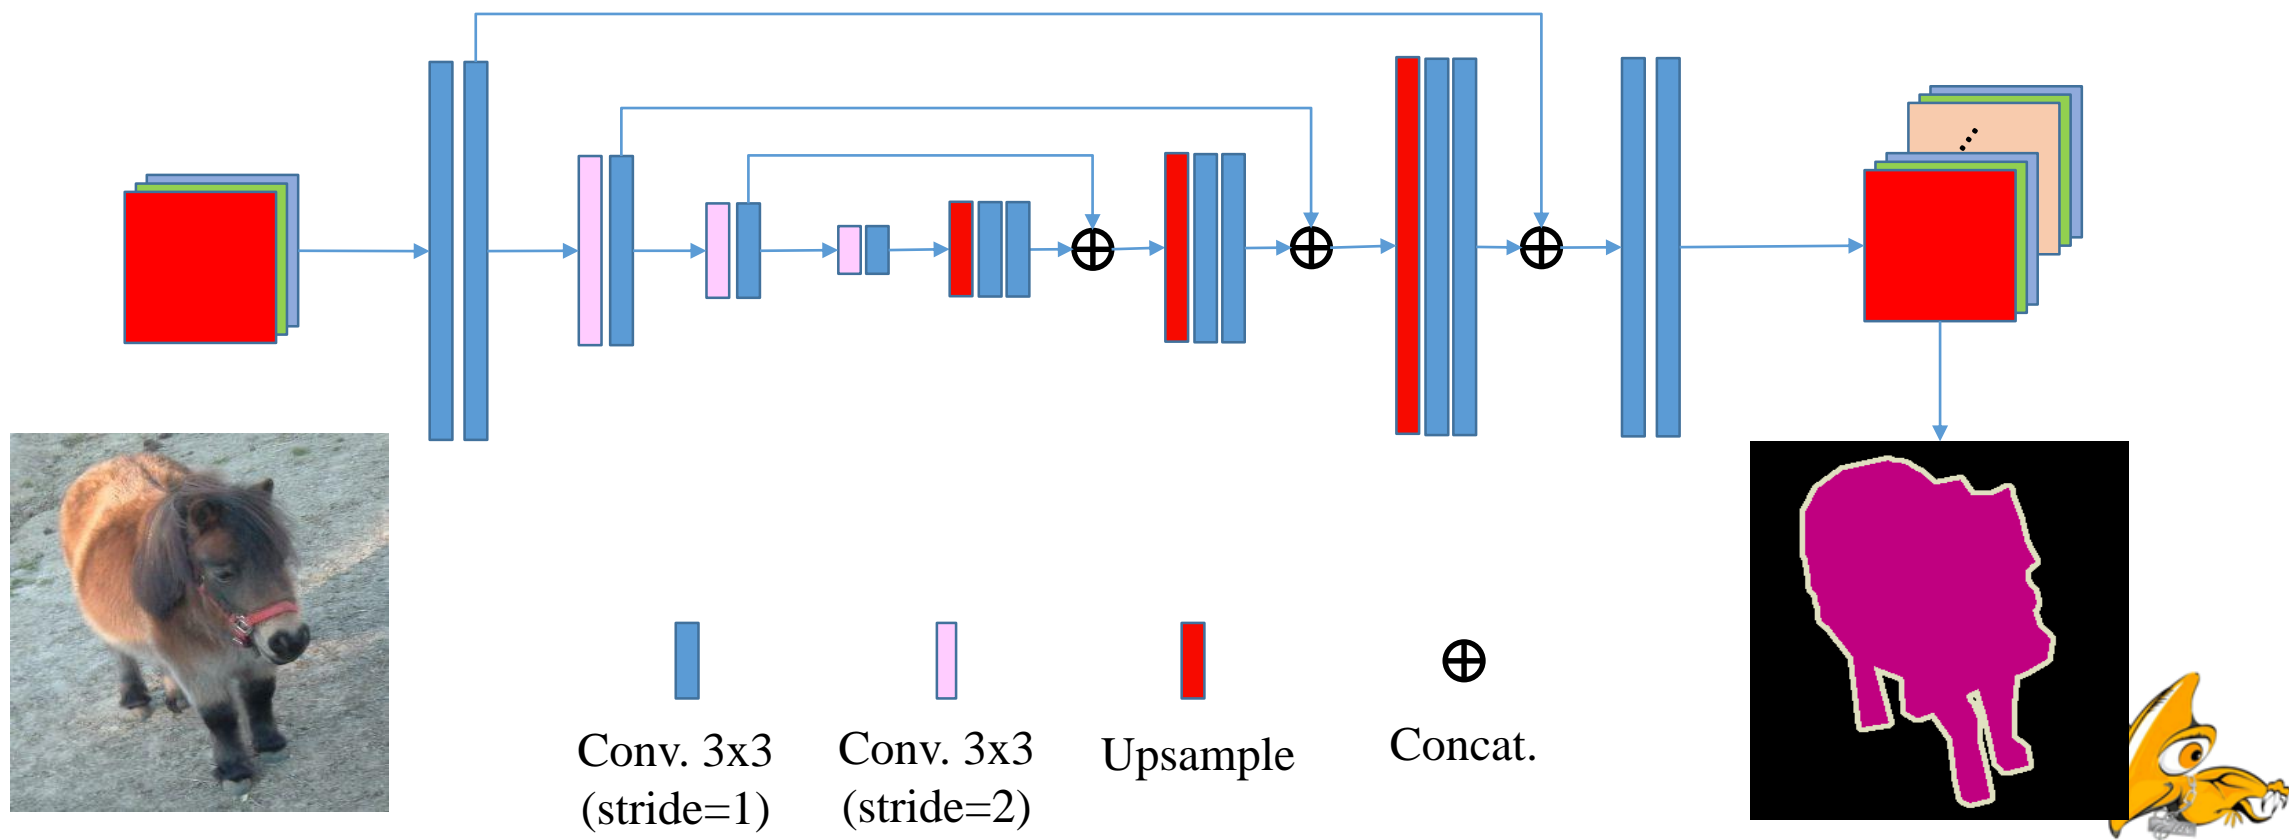 Conv. 3x3
(stride=1)
Conv. 3x3
(stride=2)
Upsample
Concat.